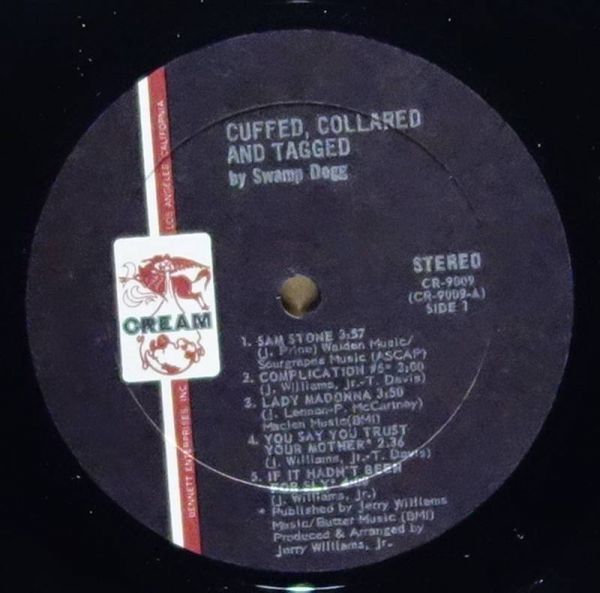 CUFFED, COLLARED
AND TAGGED
by Swamp Dogg
LOS ANGELES, CALIFORNIA
CREAM
BENNETT ENTERPRISES, INC.
STEREO
CR-9009
(CR-9009-A)
SIDE 1
1. SAM STONE 3:57
(J. Prine) Walden Music/
Sourgrapes Music (ASCAP)
2. COMPLICATION #5* 3:00
(J. Williams, Jr.-T. Davis)
3. LADY MADONNA 3:50
(J. Lennon-P. McCartney)
Maclen Music(BMI)
4. YOU SAY YOU TRUST
YOUR MOTHER* 2:36
(J. Williams, Jr.-T. Davis)
5. IF IT HADN'T BEEN
FOR SLY*
(J. Williams, Jr.)
* Published by Jerry Williams
Music/Butter Music (BMI)
Produced & Arranged by
Jerry Williams, Jr.